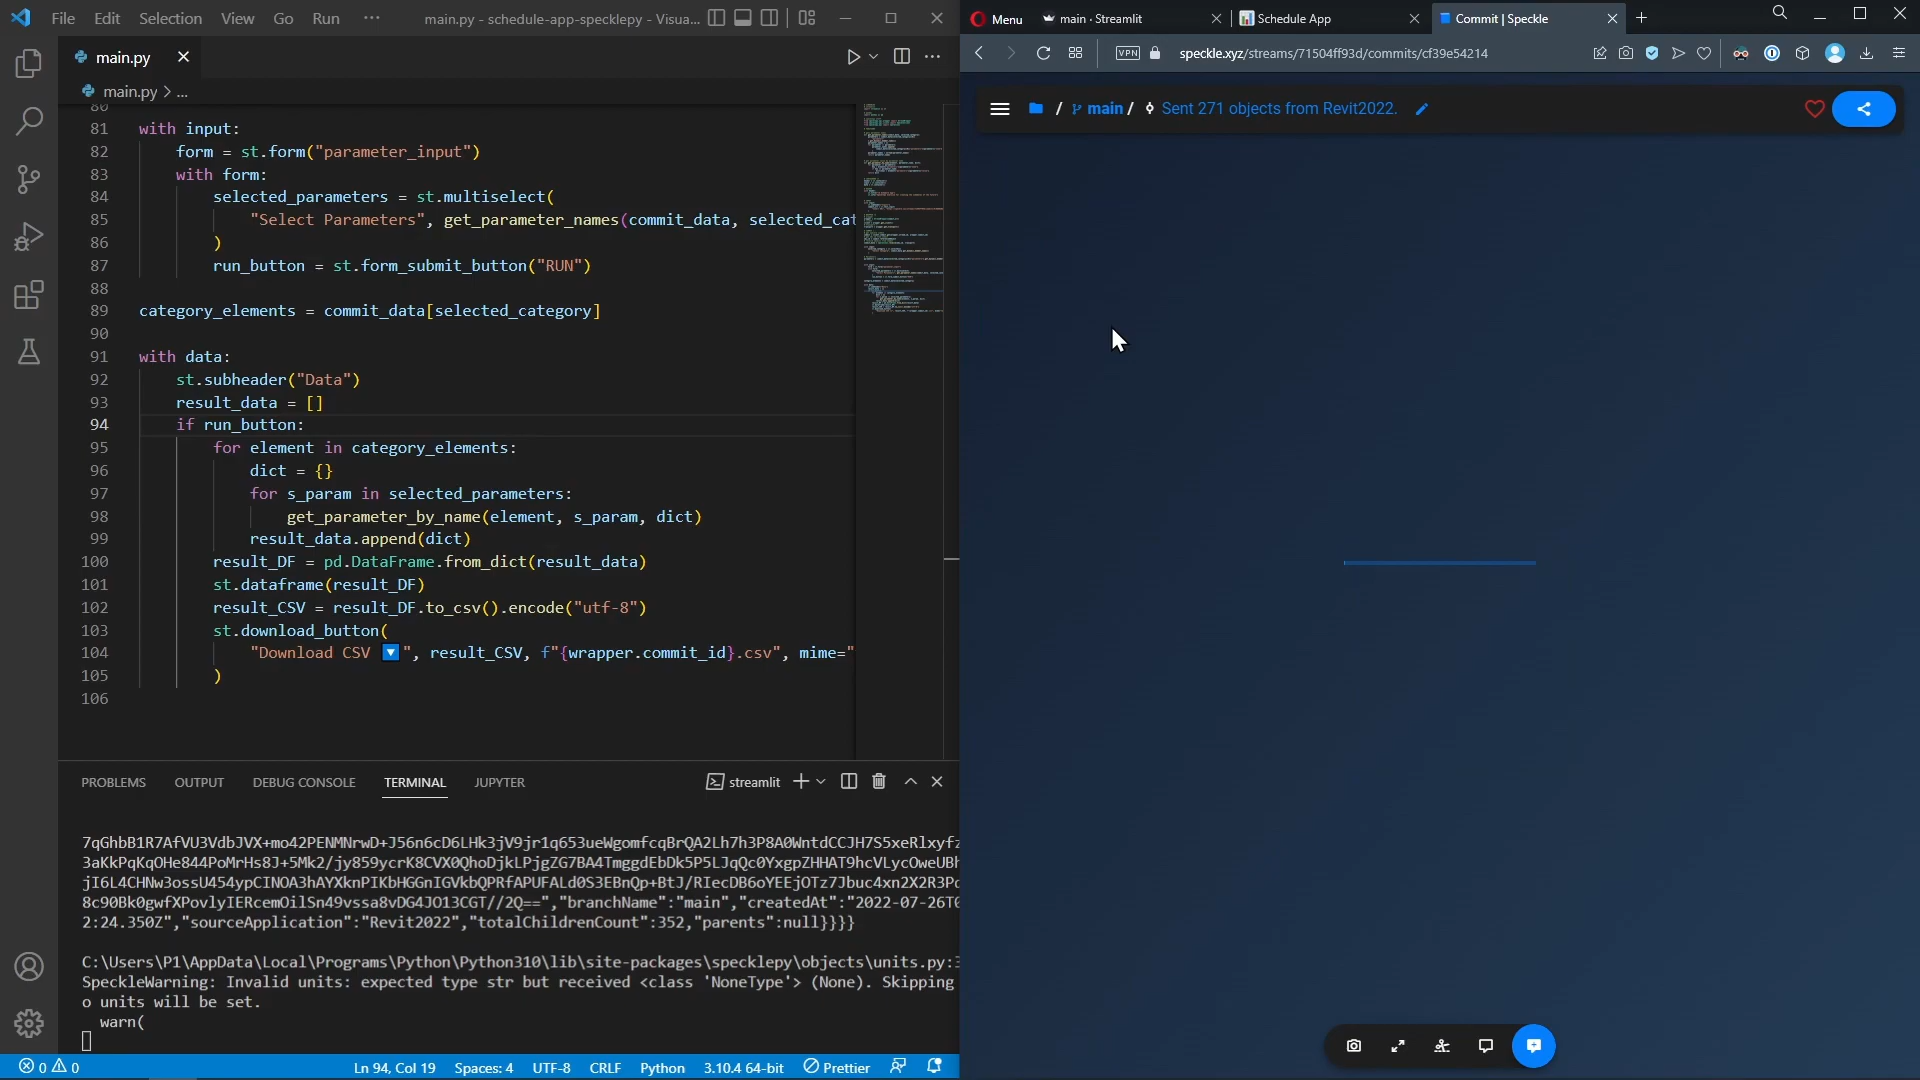 File Edit Selection View Go Run ··· main.py - schedule-app-specklepy - Visua...
main.py
main.py > ...
80
81 with input:
82 form = st.form("parameter_input")
83 with form:
84 selected_parameters = st.multiselect(
85 "Select Parameters", get_parameter_names(commit_data, selected_cat
86 )
87 run_button = st.form_submit_button("RUN")
88
89 category_elements = commit_data[selected_category]
90
91 with data:
92 st.subheader("Data")
93 result_data = []
94 if run_button:
95 for element in category_elements:
96 dict = {}
97 for s_param in selected_parameters:
98 get_parameter_by_name(element, s_param, dict)
99 result_data.append(dict)
100 result_DF = pd.DataFrame.from_dict(result_data)
101 st.dataframe(result_DF)
102 result_CSV = result_DF.to_csv().encode("utf-8")
103 st.download_button(
104 "Download CSV 🔽", result_CSV, f"{wrapper.commit_id}.csv", mime="
105 )
106
PROBLEMS OUTPUT DEBUG CONSOLE TERMINAL JUPYTER streamlit
7qGhbB1R7AfVU3VdbJVX+mo42PENMNrwD+J56n6cD6LHk3jV9jr1q653ueWgomfcqBrQA2Lh7h3P8A0WntdCCJH7S5xeRlxyfz
3aKkPqKqOHe844PoMrHs8J+5Mk2/jy859ycrK8CVX0QhoDjkLPjgZG7BA4TmggdEbDk5P5LJqQc0YxgpZHHAT9hcVLycOweUBh
jI6L4CHNw3ossU454ypCINOA3hAYXknPIKbHGGnIGVkbQPRfAPUFALd0S3EBnQp+BtJ/RIecDB6oYEEjOTz7Jbuc4xn2X2R3Pc
8c90Bk0gwfXPovlyIERcemOilSn49vssa8vDG4JO13CGT//2Q==","branchName":"main","createdAt":"2022-07-26T0
2:24.350Z","sourceApplication":"Revit2022","totalChildrenCount":352,"parents":null}}}}
C:\Users\P1\AppData\Local\Programs\Python\Python310\lib\site-packages\specklepy\objects\units.py:3
SpeckleWarning: Invalid units: expected type str but received <class 'NoneType'> (None). Skipping
o units will be set.
warn(
0 0 Ln 94, Col 19 Spaces: 4 UTF-8 CRLF Python 3.10.4 64-bit Prettier
Menu main · Streamlit Schedule App Commit | Speckle
VPN speckle.xyz/streams/71504ff93d/commits/cf39e54214
/ main / Sent 271 objects from Revit2022.